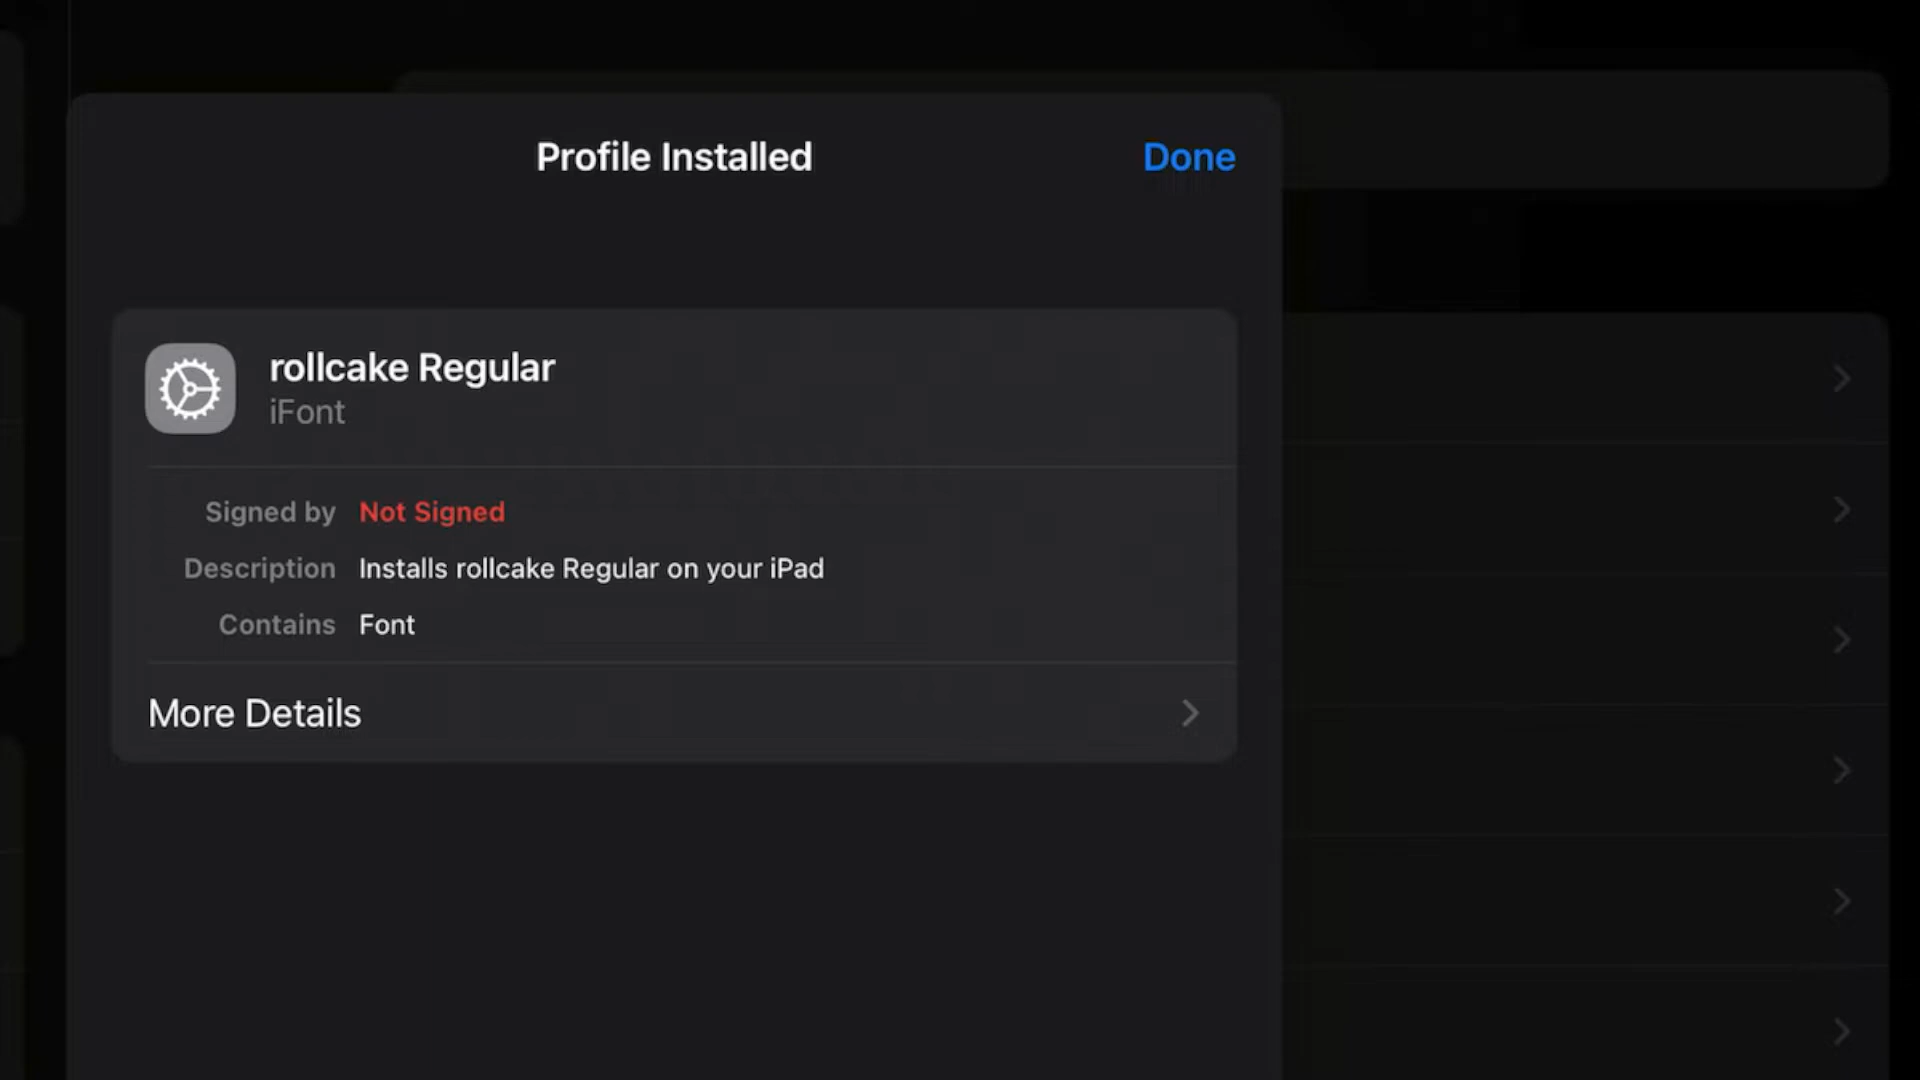 Profile Installed
Done
rollcake Regular
iFont
Signed by Not Signed
Description Installs rollcake Regular on your iPad
Contains Font
More Details